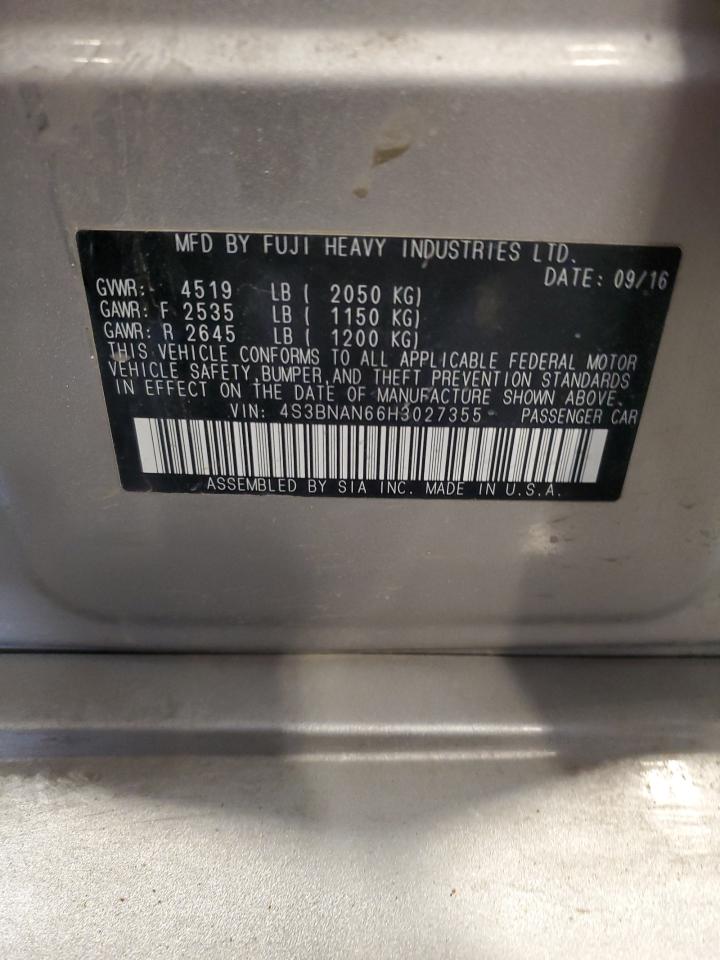 MFD BY FUJI HEAVY INDUSTRIES LTD.
DATE: 09/16
GVWR: 4519 LB ( 2050 KG)
GAWR: F 2535 LB ( 1150 KG)
GAWR: R 2645 LB ( 1200 KG)
THIS VEHICLE CONFORMS TO ALL APPLICABLE FEDERAL MOTOR
VEHICLE SAFETY, BUMPER, AND THEFT PREVENTION STANDARDS
IN EFFECT ON THE DATE OF MANUFACTURE SHOWN ABOVE.
VIN: 4S3BNAN66H3027355 PASSENGER CAR
ASSEMBLED BY SIA INC. MADE IN U.S.A.